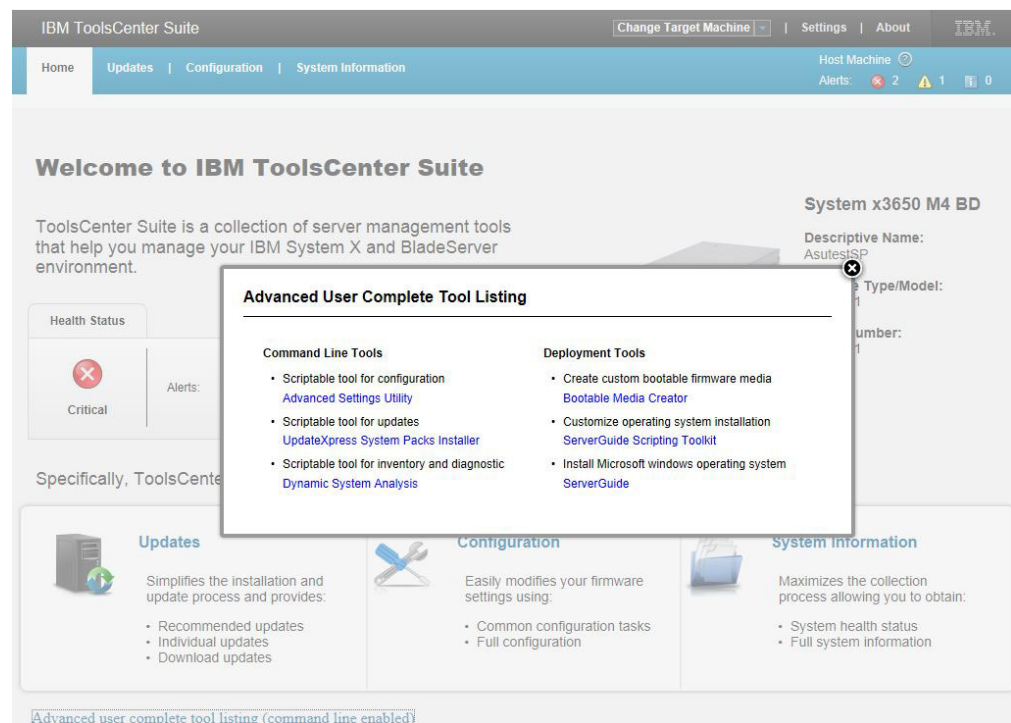 IBM ToolsCenter Suite
Change Target Machine | Settings | About IBM.
Home Updates | Configuration | System Information
Host Machine ?
Alerts: 2 1 0
Welcome to IBM ToolsCenter Suite
ToolsCenter Suite is a collection of server management tools
that help you manage your IBM System X and BladeServer
environment.
System x3650 M4 BD
Descriptive Name:
AsutestSP
Type/Model:
1
umber:
1
Health Status
Critical
Alerts:
Advanced User Complete Tool Listing
Command Line Tools
• Scriptable tool for configuration
Advanced Settings Utility
• Scriptable tool for updates
UpdateXpress System Packs Installer
• Scriptable tool for inventory and diagnostic
Dynamic System Analysis
Deployment Tools
• Create custom bootable firmware media
Bootable Media Creator
• Customize operating system installation
ServerGuide Scripting Toolkit
• Install Microsoft windows operating system
ServerGuide
Specifically, ToolsCente
Updates
Simplifies the installation and
update process and provides:
• Recommended updates
• Individual updates
• Download updates
Configuration
Easily modifies your firmware
settings using:
• Common configuration tasks
• Full configuration
System Information
Maximizes the collection
process allowing you to obtain:
• System health status
• Full system information
Advanced user complete tool listing (command line enabled)